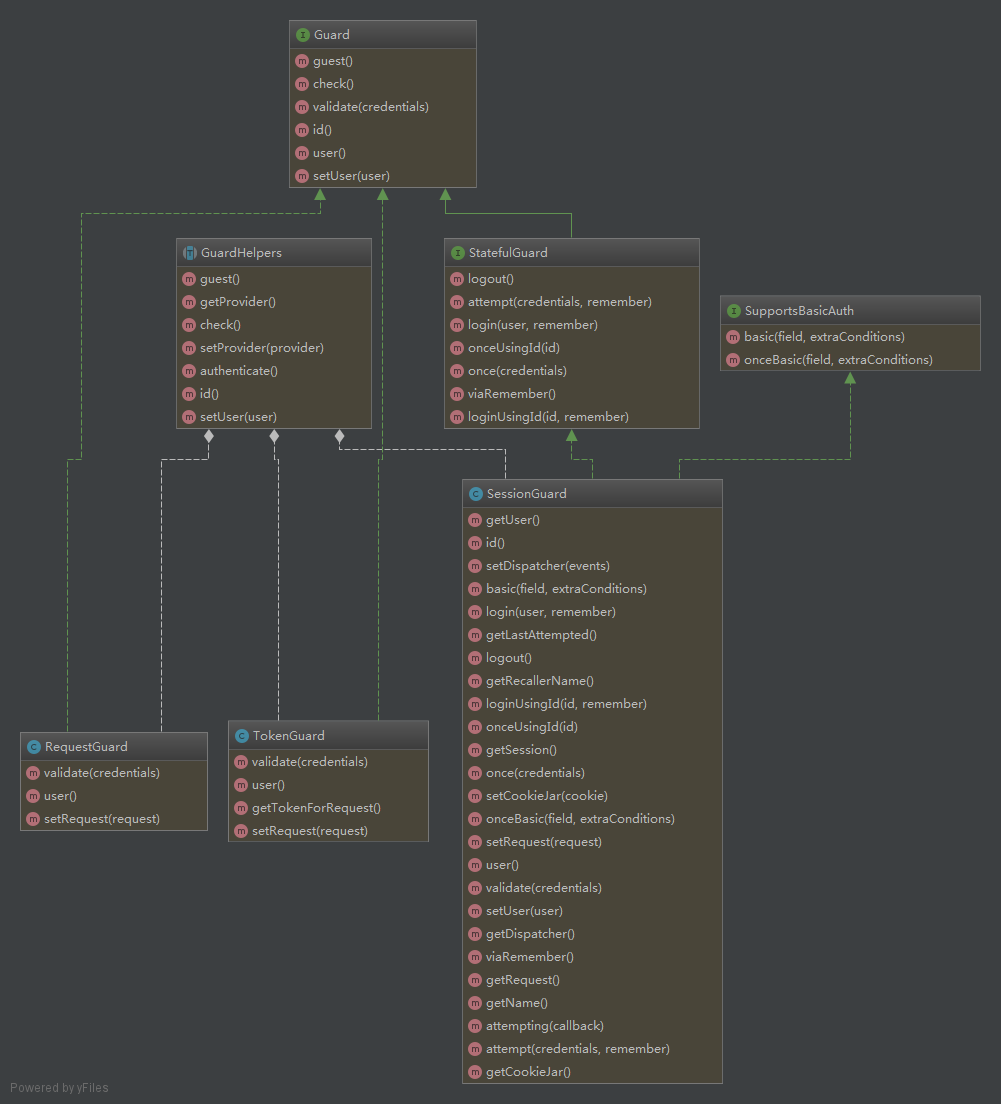 Guard
guest()
check()
validate(credentials)
id()
user()
setUser(user)
GuardHelpers
guest()
getProvider()
check()
setProvider(provider)
authenticate()
id()
setUser(user)
StatefulGuard
logout()
attempt(credentials, remember)
login(user, remember)
onceUsingId(id)
once(credentials)
viaRemember()
loginUsingId(id, remember)
SupportsBasicAuth
basic(field, extraConditions)
onceBasic(field, extraConditions)
SessionGuard
getUser()
id()
setDispatcher(events)
basic(field, extraConditions)
login(user, remember)
getLastAttempted()
logout()
getRecallerName()
loginUsingId(id, remember)
onceUsingId(id)
getSession()
once(credentials)
setCookieJar(cookie)
onceBasic(field, extraConditions)
setRequest(request)
user()
validate(credentials)
setUser(user)
getDispatcher()
viaRemember()
getRequest()
getName()
attempting(callback)
attempt(credentials, remember)
getCookieJar()
RequestGuard
validate(credentials)
user()
setRequest(request)
TokenGuard
validate(credentials)
user()
getTokenForRequest()
setRequest(request)
Powered by yFiles